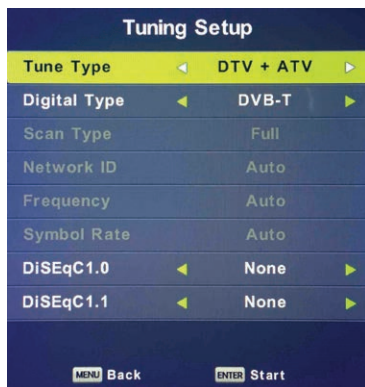 Tuning Setup
Tune Type DTV + ATV
Digital Type DVB-T
Scan Type Full
Network ID Auto
Frequency Auto
Symbol Rate Auto
DiSEqC1.0 None
DiSEqC1.1 None
MENU Back ENTER Start